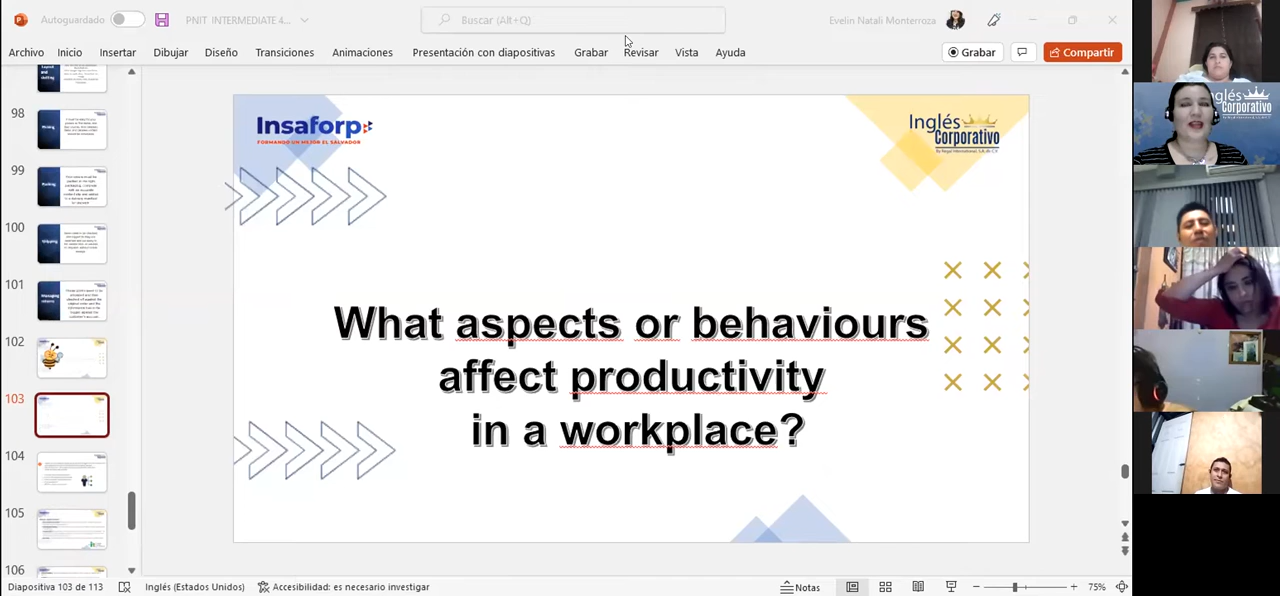 Autoguardado
PNIT_INTERMEDIATE 4...
Buscar (Alt+Q)
Evelin Natali Monterroza
Archivo Inicio Insertar Dibujar Diseño Transiciones Animaciones Presentación con diapositivas Grabar Revisar Vista Ayuda
Grabar
Compartir
98
99
100
101
102
103
104
105
106
Insaforp
FORMANDO UN MEJOR EL SALVADOR
Inglés
Corporativo
What aspects or behaviours
affect productivity
in a workplace?
Inglés
Corporativo
Diapositiva 103 de 113 Inglés (Estados Unidos) Accesibilidad: es necesario investigar Notas 75%